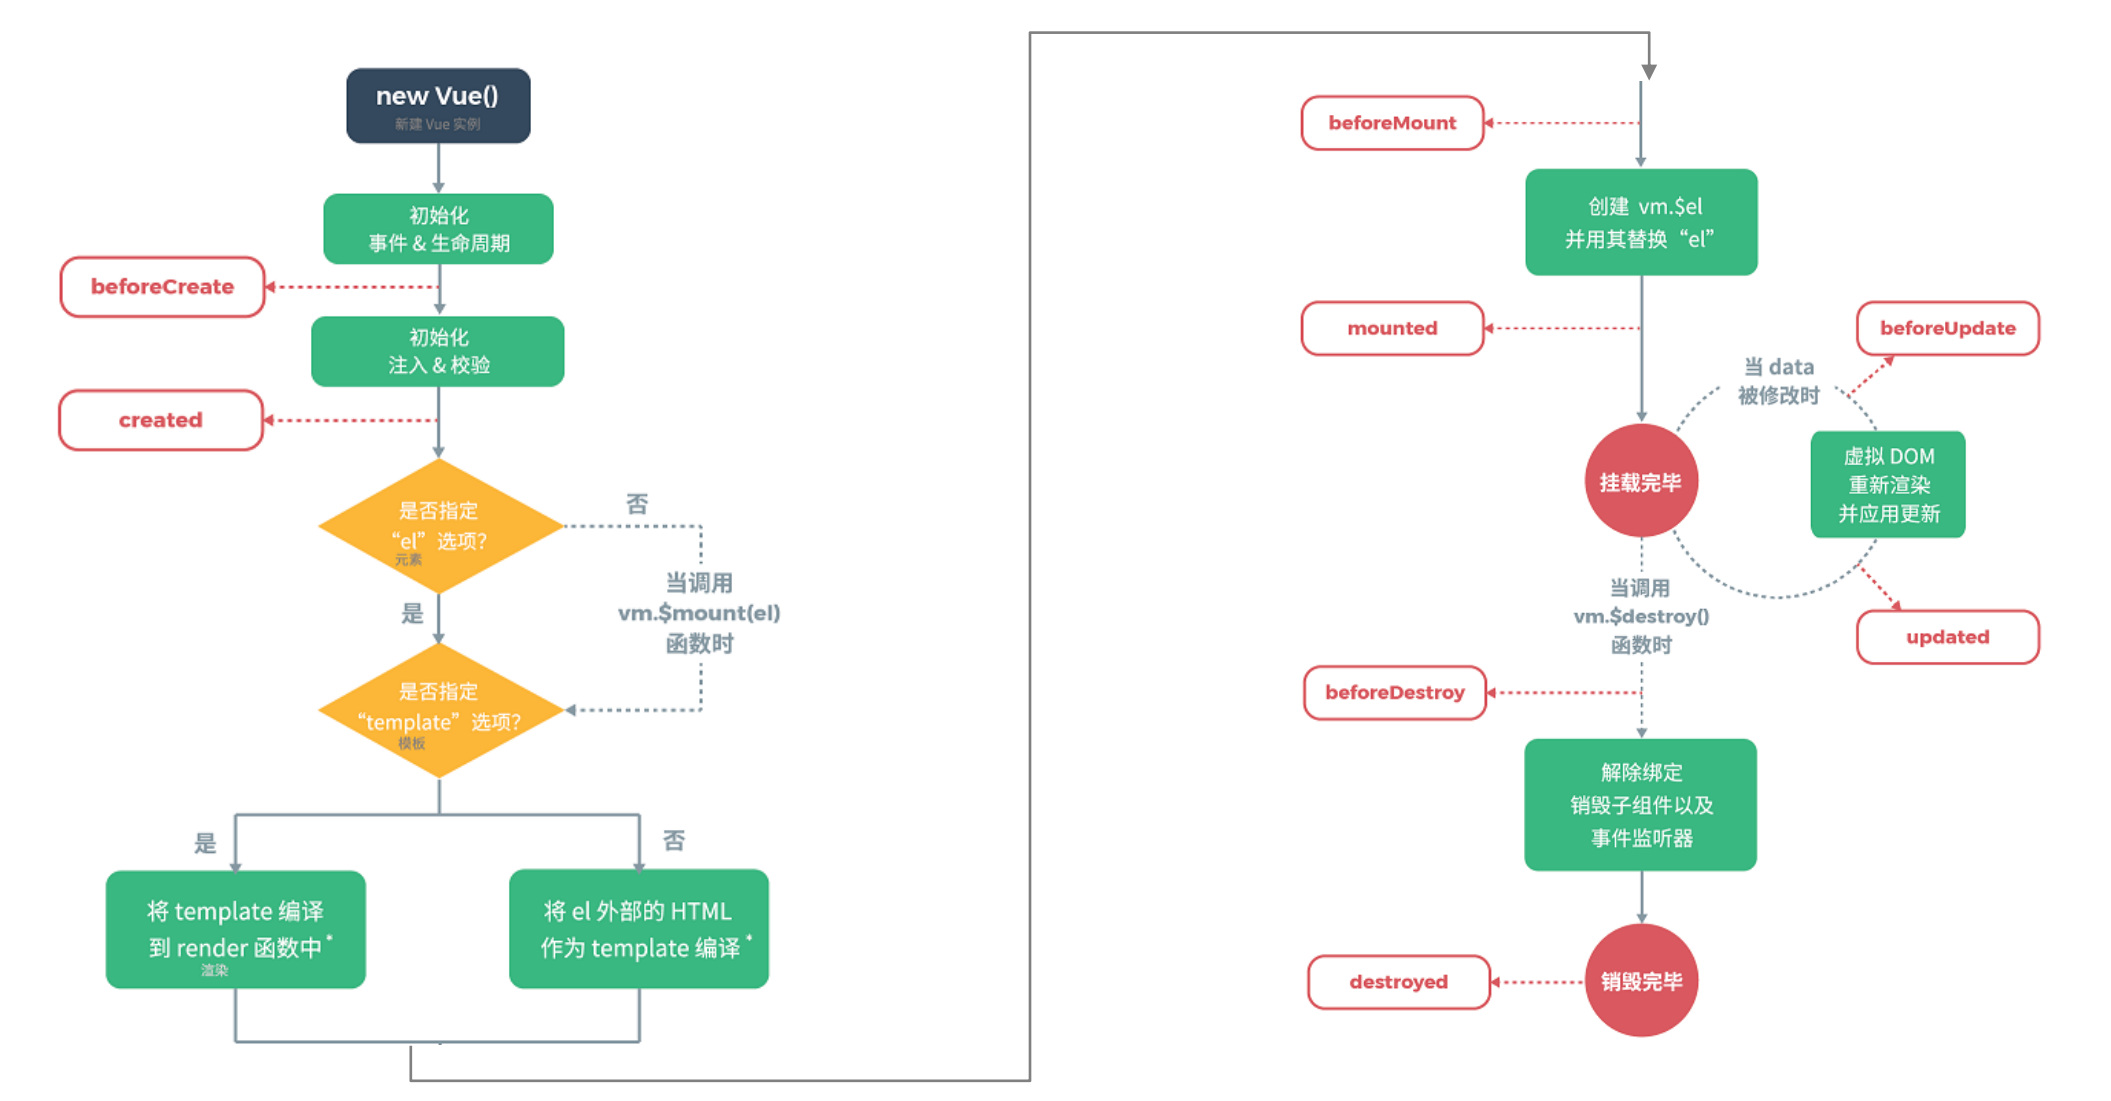 new Vue()
新建 Vue 实例
初始化
事件 & 生命周期
beforeCreate
初始化
注入 & 校验
created
是否指定
“el” 选项?
元素
否
是
当调用
vm.$mount(el)
函数时
是否指定
“template” 选项?
模板
是
否
将 template 编译
到 render 函数中*
渲染
将 el 外部的 HTML
作为 template 编译*
beforeMount
创建 vm.$el
并用其替换 “el”
mounted
beforeUpdate
当 data
被修改时
挂载完毕
虚拟 DOM
重新渲染
并应用更新
updated
当调用
vm.$destroy()
函数时
beforeDestroy
解除绑定
销毁子组件以及
事件监听器
destroyed
销毁完毕